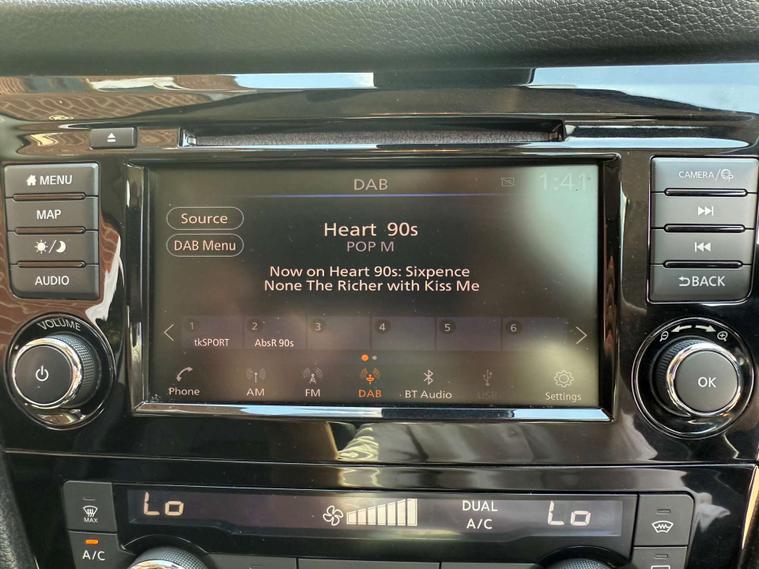 MENU
MAP
AUDIO
VOLUME
DAB
1:41
Source
DAB Menu
Heart 90s
POP M
Now on Heart 90s: Sixpence
None The Richer with Kiss Me
1 2 3 4 5 6
tkSPORT AbsR 90s
Phone AM FM DAB BT Audio USB Settings
CAMERA/
BACK
OK
MAX
A/C
Lo
DUAL
A/C
Lo